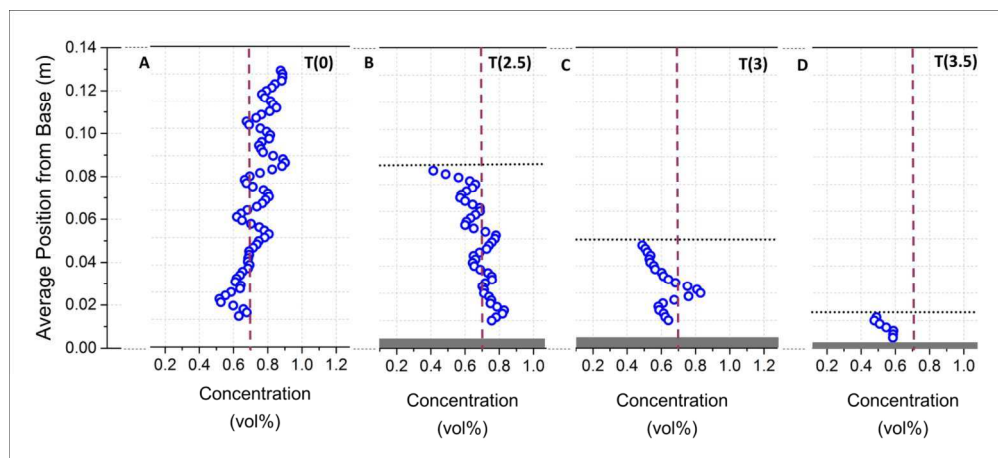 Average Position from Base (m)
0.14
0.12
0.10
0.08
0.06
0.04
0.02
0.00
A T(0)
0.2 0.4 0.6 0.8 1.0 1.2
Concentration
(vol%)
B T(2.5)
0.2 0.4 0.6 0.8 1.0
Concentration
(vol%)
C T(3)
0.2 0.4 0.6 0.8 1.0 1.2
Concentration
(vol%)
D T(3.5)
0.2 0.4 0.6 0.8 1.0
Concentration
(vol%)